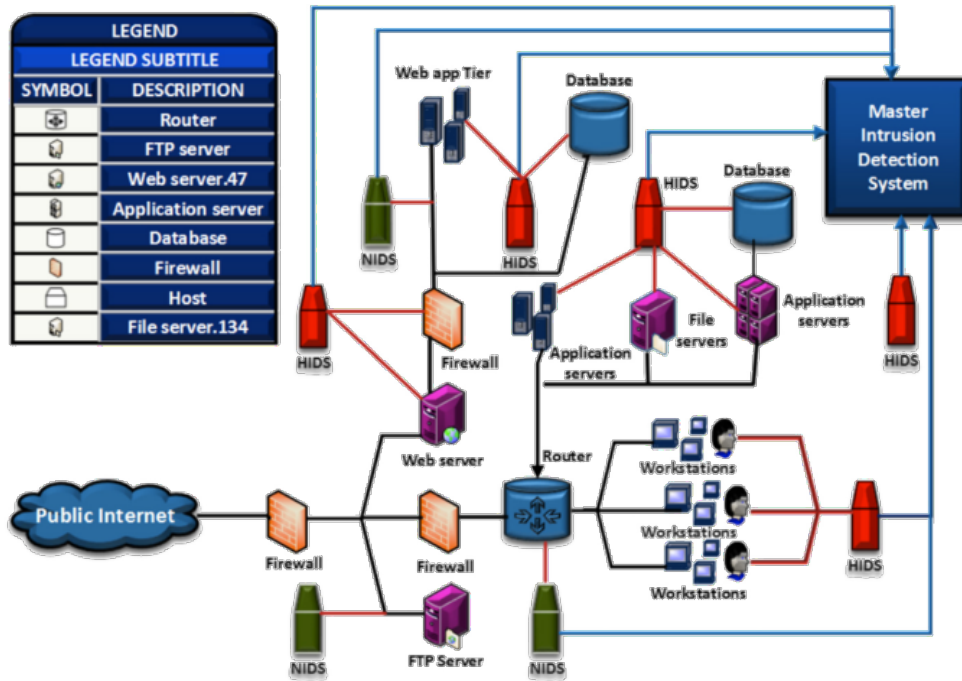 LEGEND
LEGEND SUBTITLE
SYMBOL DESCRIPTION
Router
FTP server
Web server.47
Application server
Database
Firewall
Host
File server.134
Web app Tier
Database
Master
Intrusion
Detection
System
NIDS
HIDS
HIDS
Database
HIDS
Firewall
Application
servers
File
servers
Application
servers
HIDS
Web server
Router
Workstations
Public Internet
Firewall
Firewall
Workstations
Workstations
HIDS
NIDS
FTP Server
NIDS